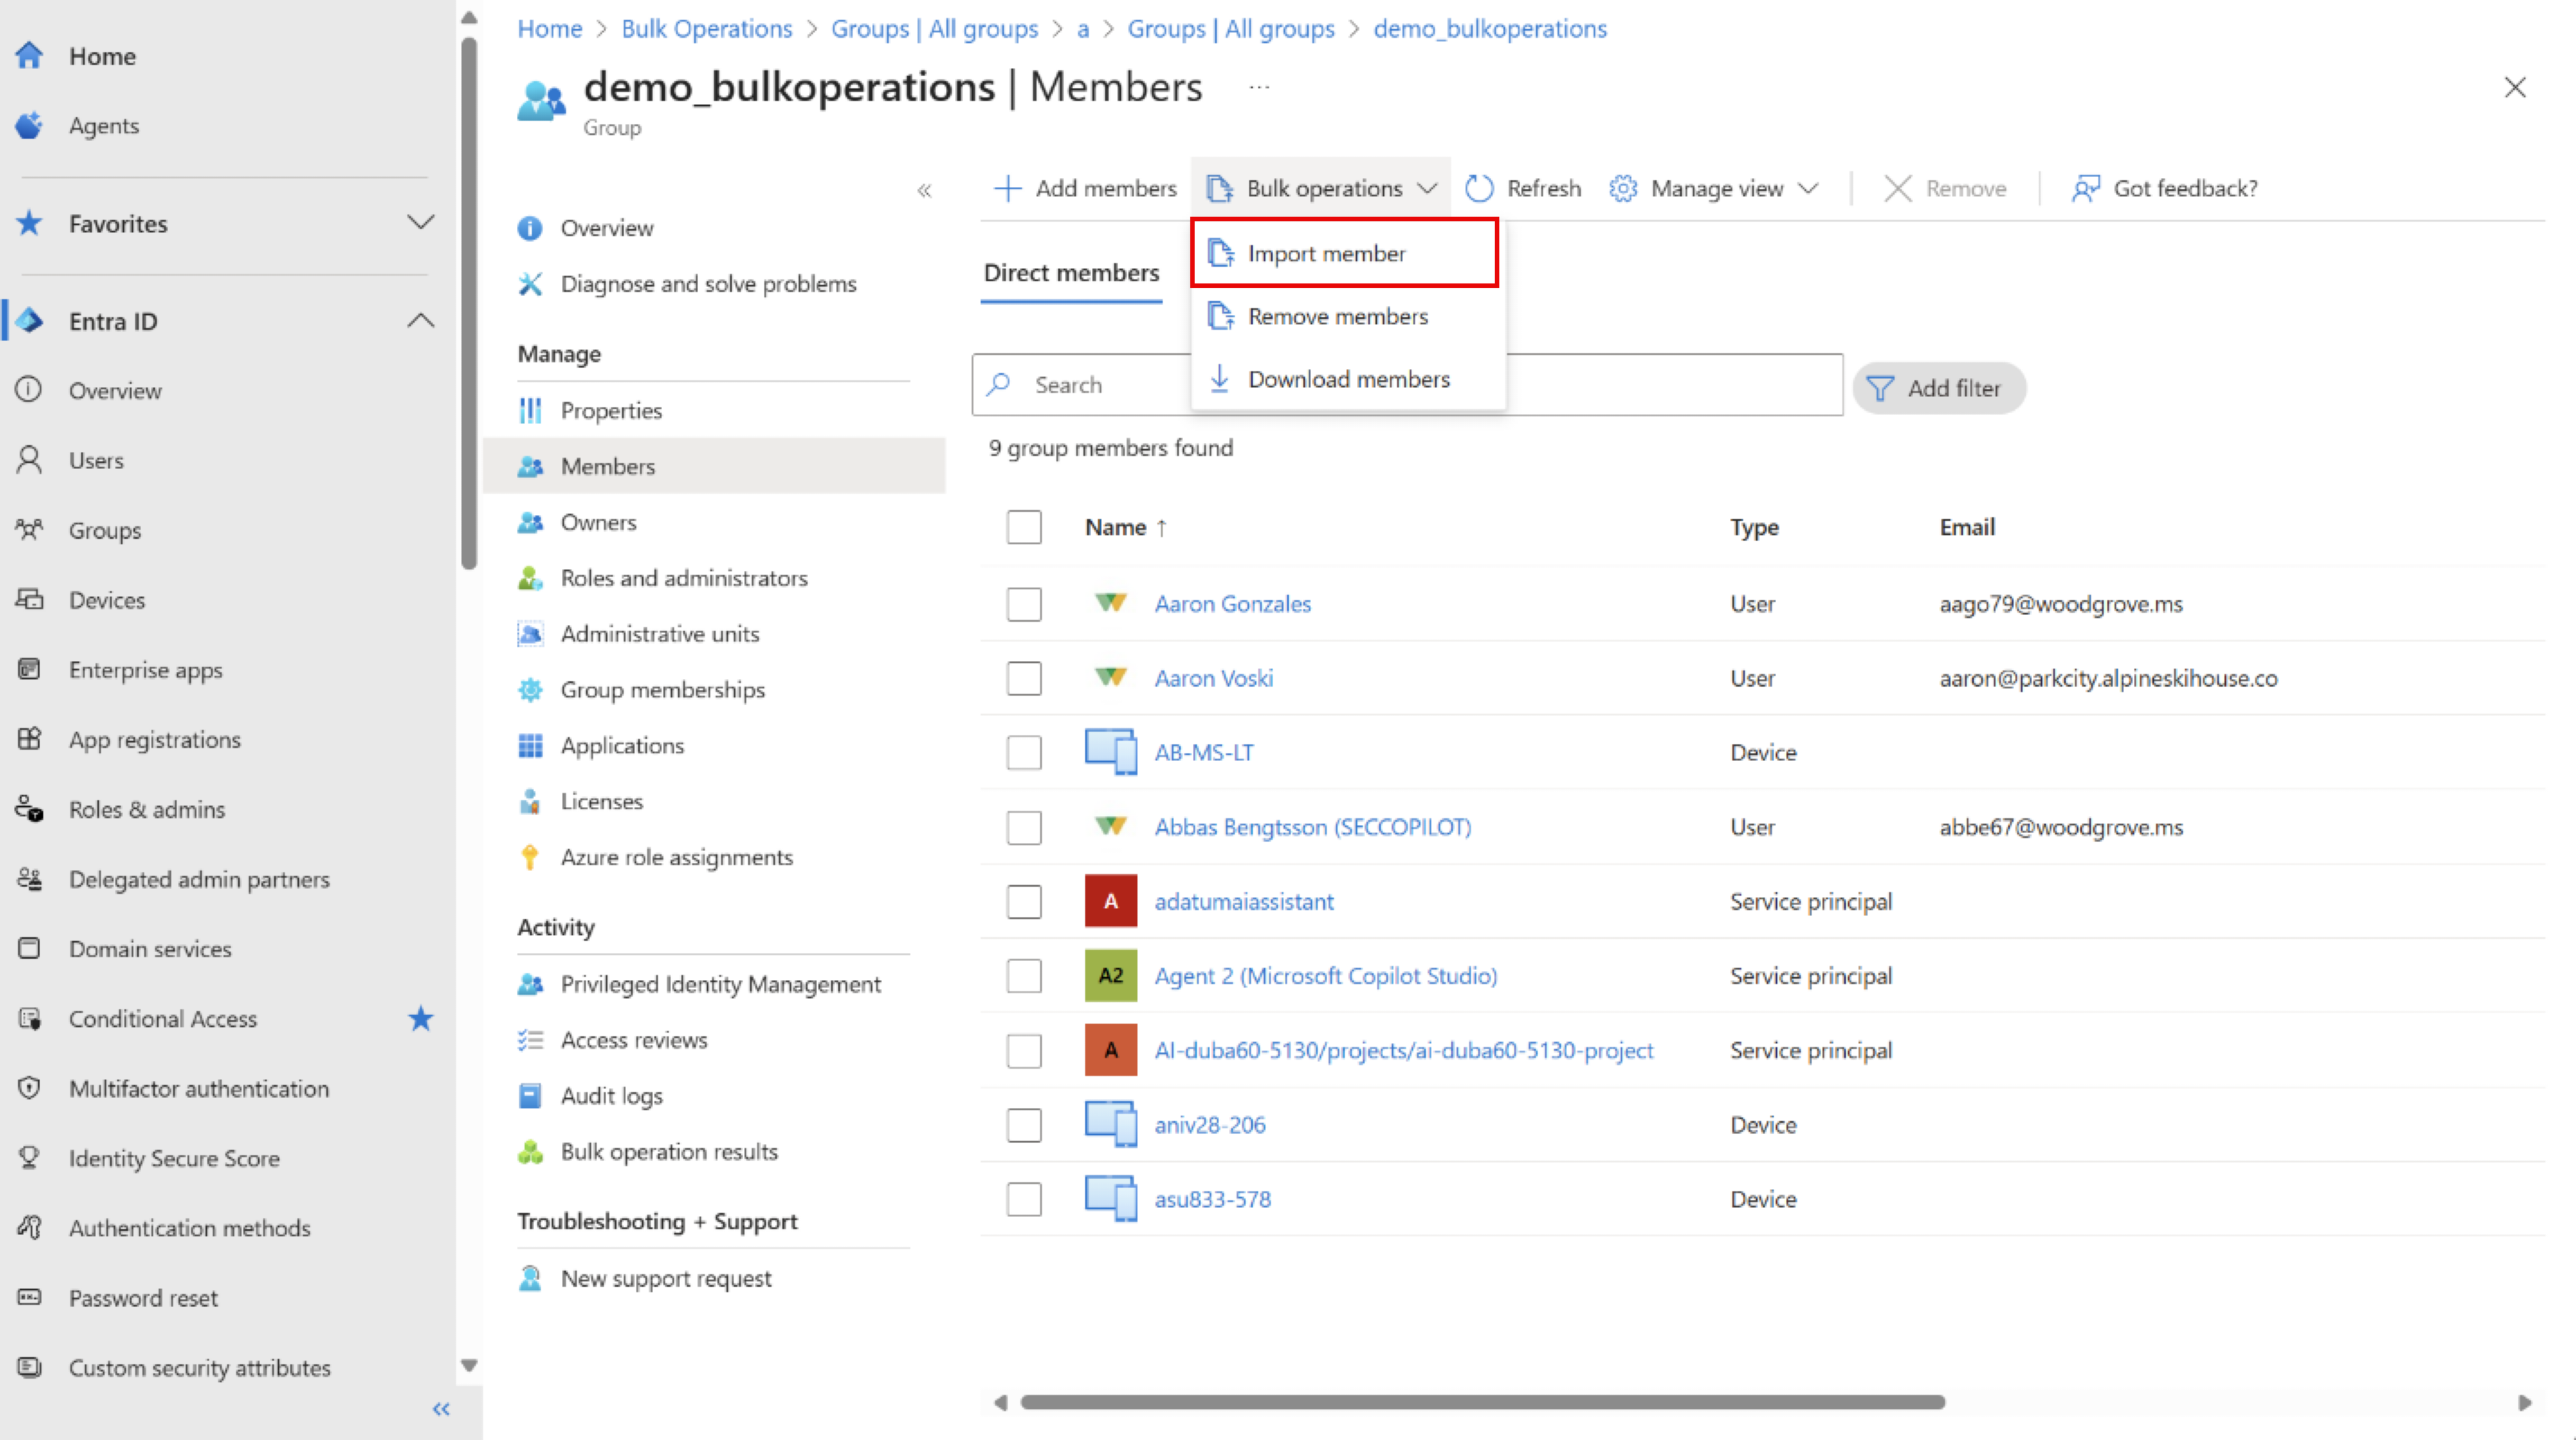 Home
Agents
Favorites
Entra ID
Overview
Users
Groups
Devices
Enterprise apps
App registrations
Roles & admins
Delegated admin partners
Domain services
Conditional Access
Multifactor authentication
Identity Secure Score
Authentication methods
Password reset
Custom security attributes
Home > Bulk Operations > Groups | All groups > a > Groups | All groups > demo_bulkoperations
demo_bulkoperations | Members ...
Group
Overview
Diagnose and solve problems
Manage
Properties
Members
Owners
Roles and administrators
Administrative units
Group memberships
Applications
Licenses
Azure role assignments
Activity
Privileged Identity Management
Access reviews
Audit logs
Bulk operation results
Troubleshooting + Support
New support request
Add members Bulk operations Refresh Manage view Remove Got feedback?
Import member
Remove members
Download members
Direct members
Search Add filter
9 group members found
Name ↑ Type Email
Aaron Gonzales User aago79@woodgrove.ms
Aaron Voski User aaron@parkcity.alpineskihouse.co
AB-MS-LT Device
Abbas Bengtsson (SECCOPILOT) User abbe67@woodgrove.ms
A adatumaiassistant Service principal
A2 Agent 2 (Microsoft Copilot Studio) Service principal
A AI-duba60-5130/projects/ai-duba60-5130-project Service principal
aniv28-206 Device
asu833-578 Device